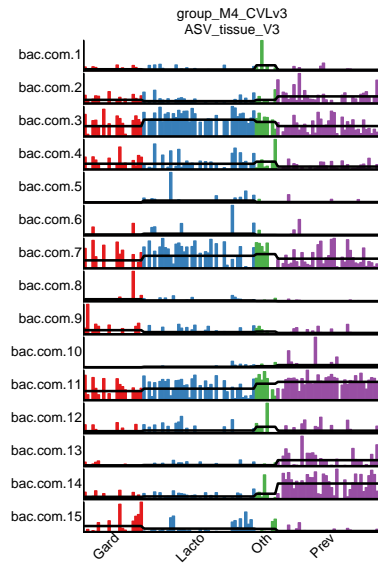 group_M4_CVLv3
ASV_tissue_V3
bac.com.1
bac.com.2
bac.com.3
bac.com.4
bac.com.5
bac.com.6
bac.com.7
bac.com.8
bac.com.9
bac.com.10
bac.com.11
bac.com.12
bac.com.13
bac.com.14
bac.com.15
Gard Lacto Oth Prev